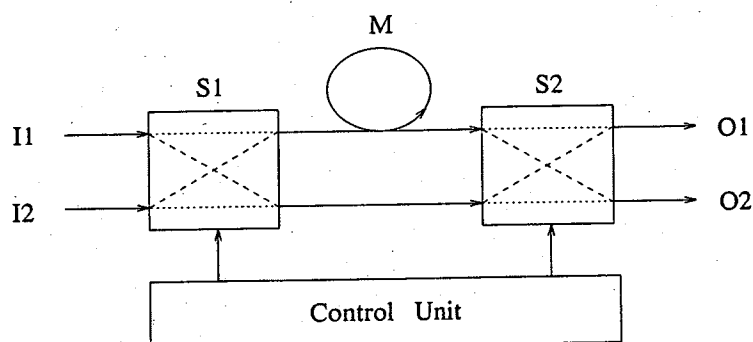 M
S1
S2
I1
O1
I2
O2
Control Unit